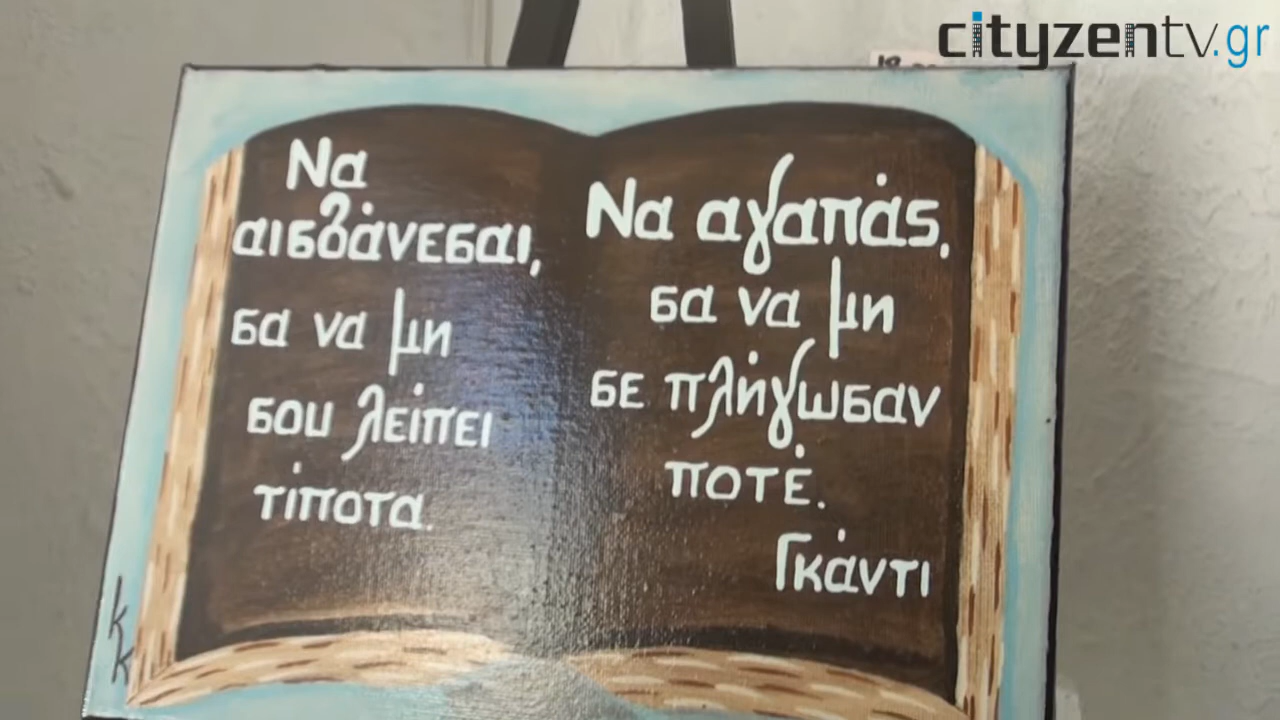 cityzentv.gr
Να
αισθάνεσαι,
σα να μη
σου λείπει
τίποτα.
Να αγαπάς,
σα να μη
σε πλήγωσαν
ποτέ.
Γκάντι
ΚΚ